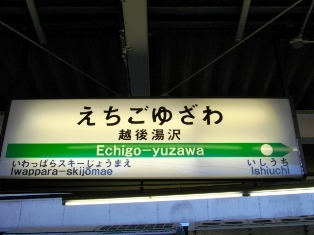 えちごゆざわ
越後湯沢
Echigo-yuzawa
いわっぱらスキーじょうまえ いしうち
Iwappara-skijōmae Ishiuchi